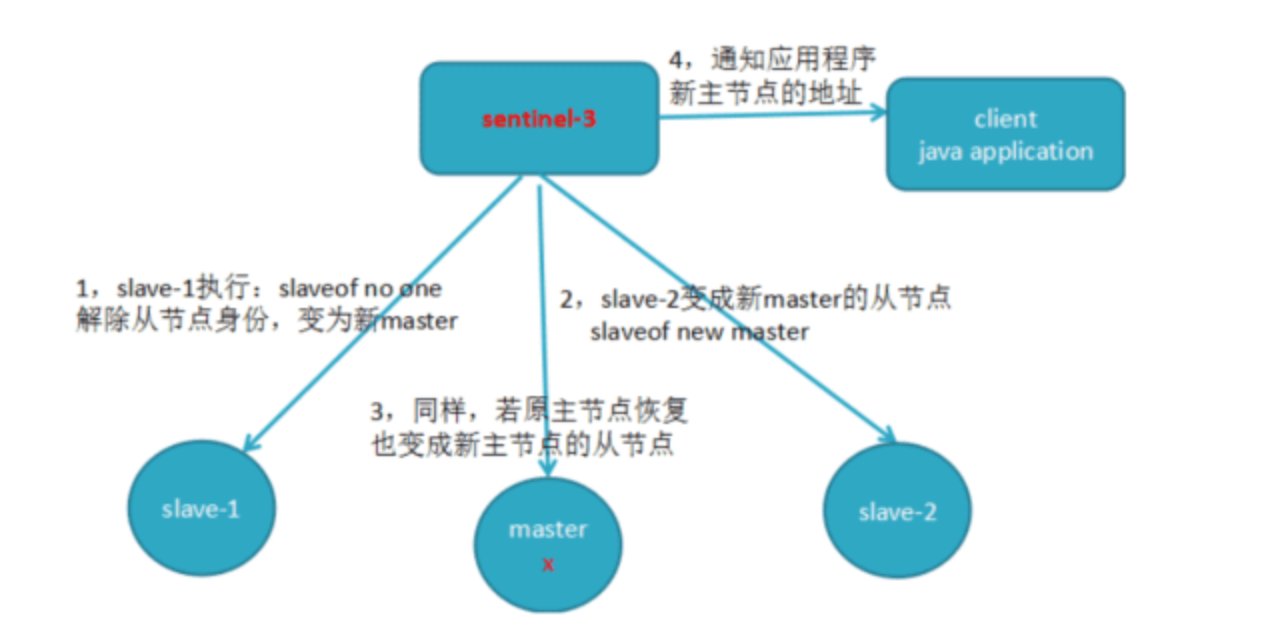 sentinel-3
4，通知应用程序
新主节点的地址
client
java application
1，slave-1执行：slaveof no one
解除从节点身份，变为新master
2，slave-2变成新master的从节点
slaveof new master
3，同样，若原主节点恢复
也变成新主节点的从节点
slave-1
master
x
slave-2